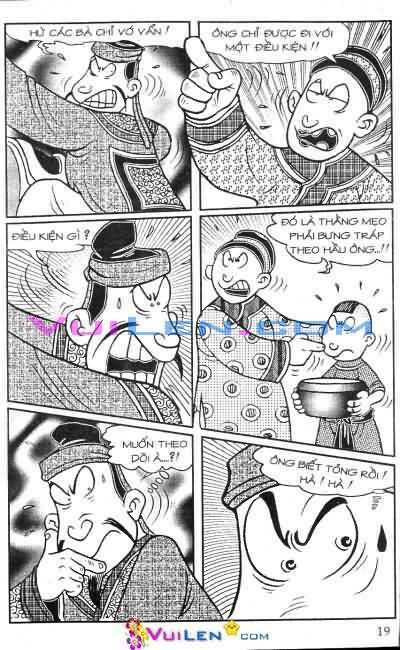 HỪ CÁC BÀ CHỈ VỚ VẨN!
ÔNG CHỈ ĐƯỢC ĐI VỚI
MỘT ĐIỀU KIỆN!!
ĐIỀU KIỆN GÌ?
ĐÓ LÀ THẰNG MẸO
PHẢI BƯNG TRÁP
THEO HẦU ÔNG...!!
VUILEN.COM
MUỐN THEO
DÕI À...?!
ÔNG BIẾT TỎNG RỒI!
HÀ! HÀ!
19
VUILEN.COM